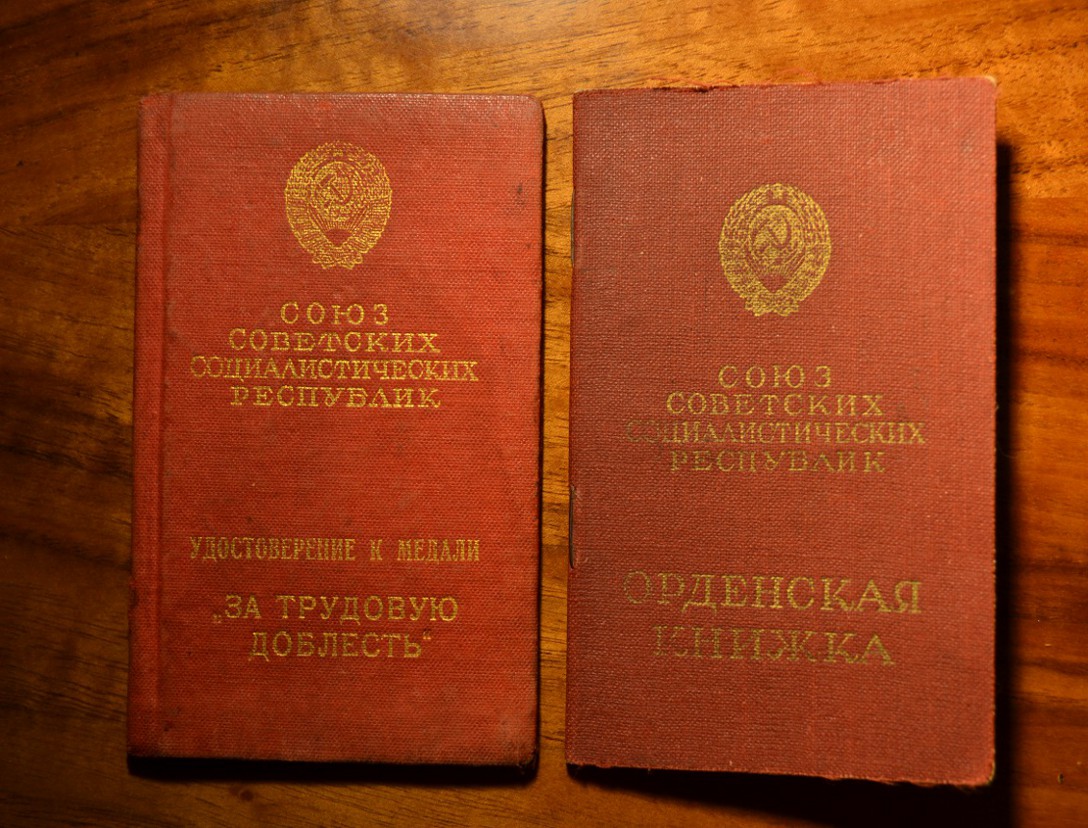 СОЮЗ
СОВЕТСКИХ
СОЦИАЛИСТИЧЕСКИХ
РЕСПУБЛИК
УДОСТОВЕРЕНИЕ К МЕДАЛИ
„ЗА ТРУДОВУЮ
ДОБЛЕСТЬ“
СОЮЗ
СОВЕТСКИХ
СОЦИАЛИСТИЧЕСКИХ
РЕСПУБЛИК
ОРДЕНСКАЯ
КНИЖКА